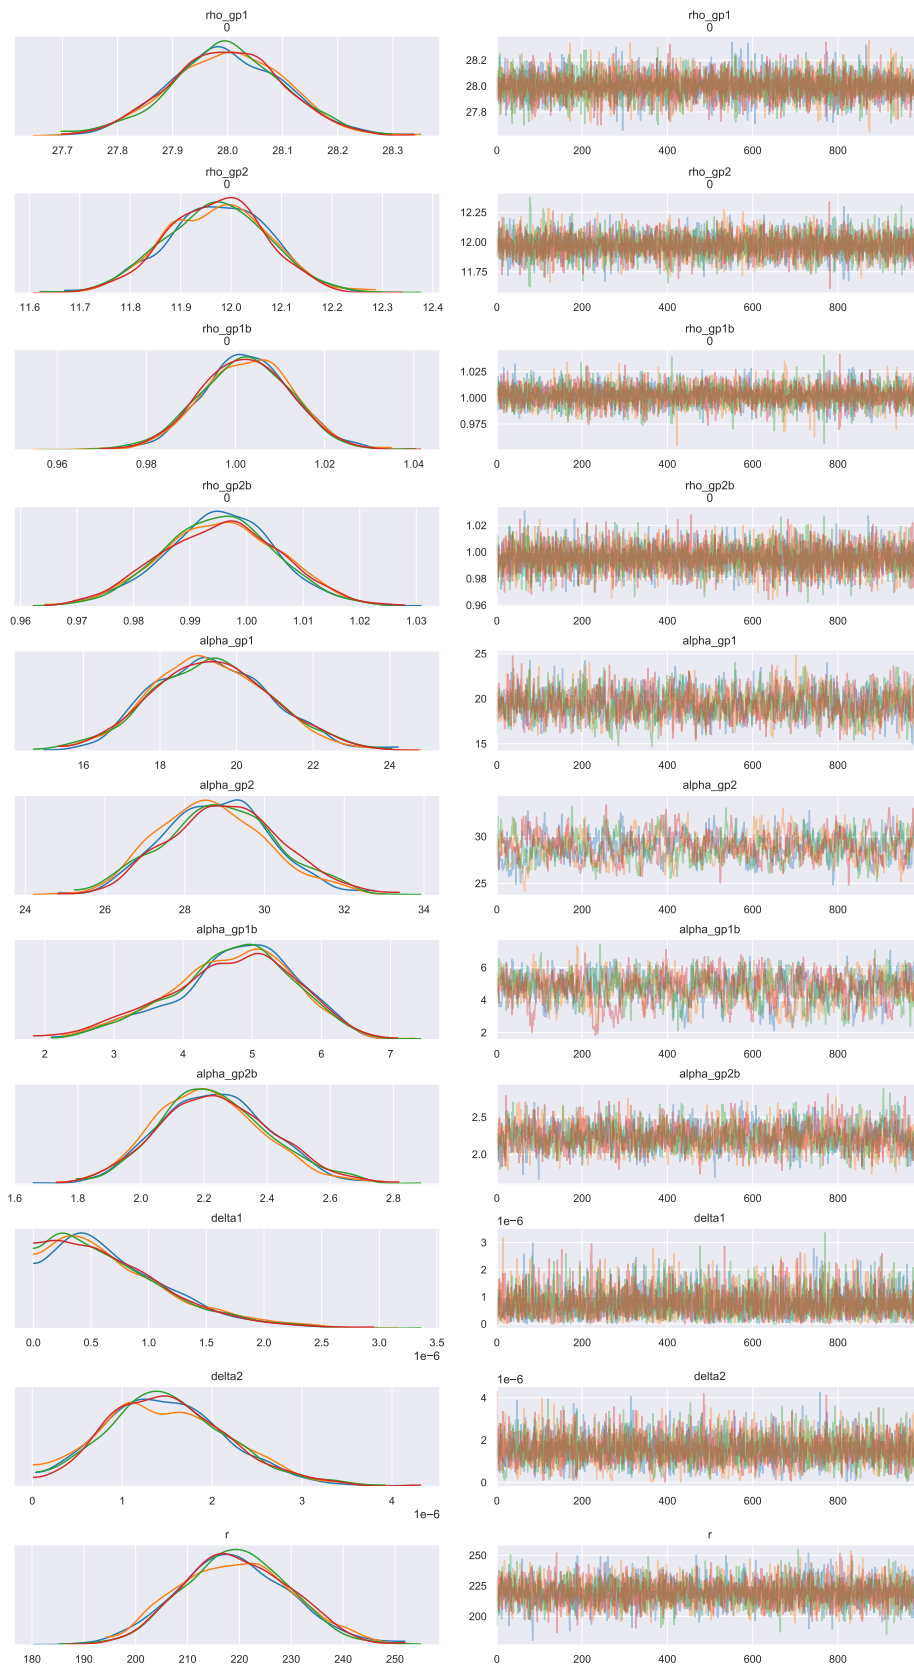 rho_gp1
0
rho_gp1
0
28.2
28.0
27.8
27.7 27.8 27.9 28.0 28.1 28.2 28.3
0 200 400 600 800
rho_gp2
0
rho_gp2
0
12.25
12.00
11.75
11.6 11.7 11.8 11.9 12.0 12.1 12.2 12.3 12.4
0 200 400 600 800
rho_gp1b
0
rho_gp1b
0
1.025
1.000
0.975
0.96 0.98 1.00 1.02 1.04
0 200 400 600 800
rho_gp2b
0
rho_gp2b
0
1.02
1.00
0.98
0.96
0.96 0.97 0.98 0.99 1.00 1.01 1.02 1.03
0 200 400 600 800
alpha_gp1
alpha_gp1
25
20
15
16 18 20 22 24
0 200 400 600 800
alpha_gp2
alpha_gp2
30
25
24 26 28 30 32 34
0 200 400 600 800
alpha_gp1b
alpha_gp1b
6
4
2
2 3 4 5 6 7
0 200 400 600 800
alpha_gp2b
alpha_gp2b
2.5
2.0
1.6 1.8 2.0 2.2 2.4 2.6 2.8
0 200 400 600 800
delta1
1e−6
delta1
3
2
1
0
0.0 0.5 1.0 1.5 2.0 2.5 3.0 3.5
1e−6
0 200 400 600 800
delta2
1e−6
delta2
4
2
0
0 1 2 3 4
1e−6
0 200 400 600 800
r
r
250
225
200
180 190 200 210 220 230 240 250
0 200 400 600 800